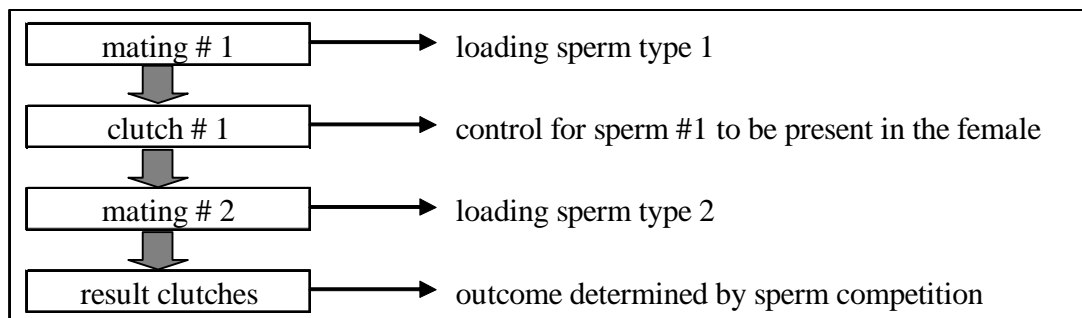 mating # 1 loading sperm type 1
clutch # 1 control for sperm #1 to be present in the female
mating # 2 loading sperm type 2
result clutches outcome determined by sperm competition